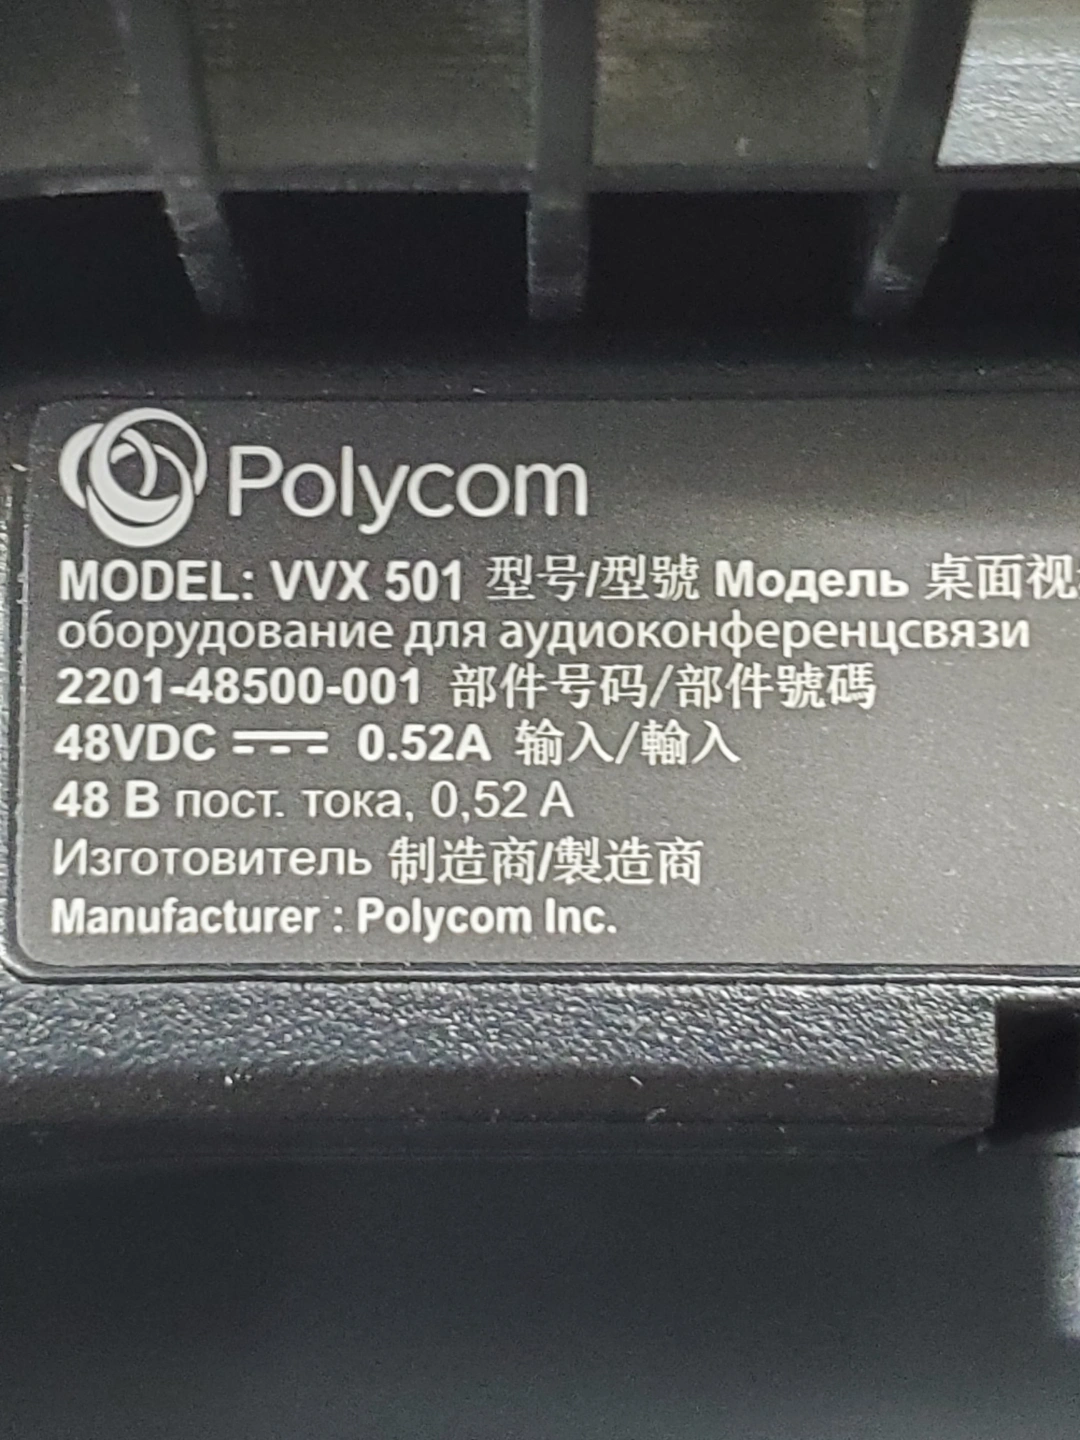 Polycom
MODEL: VVX 501 型号/型號 Модель 桌面视
оборудование для аудиоконференцсвязи
2201-48500-001 部件号码/部件號碼
48VDC 0.52A 输入/輸入
48 В пост. тока, 0,52 А
Изготовитель 制造商/製造商
Manufacturer : Polycom Inc.